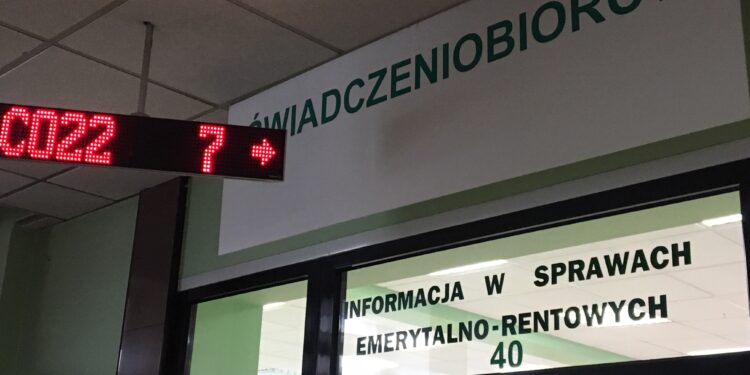 ŚWIADCZENIOBIORC
C022 7 →
INFORMACJA W SPRAWACH
EMERYTALNO-RENTOWYCH
40